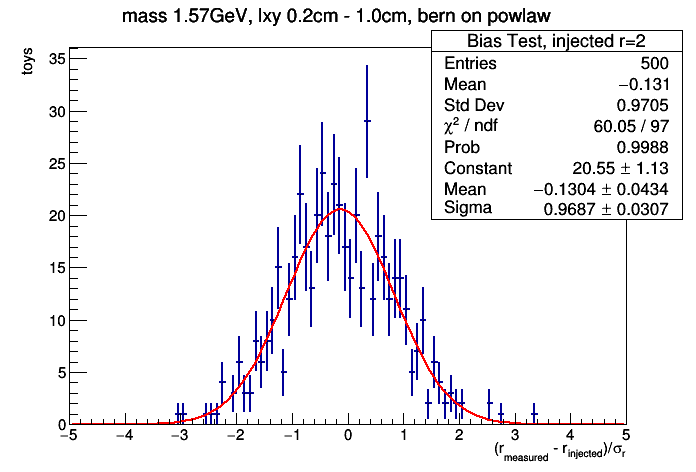 mass 1.57GeV, lxy 0.2cm - 1.0cm, bern on powlaw
Bias Test, injected r=2
Entries 500
Mean −0.131
Std Dev 0.9705
χ² / ndf 60.05 / 97
Prob 0.9988
Constant 20.55 ± 1.13
Mean −0.1304 ± 0.0434
Sigma 0.9687 ± 0.0307
toys
35
30
25
20
15
10
5
0
−5 −4 −3 −2 −1 0 1 2 3 4 5
(r_measured - r_injected)/σ_r